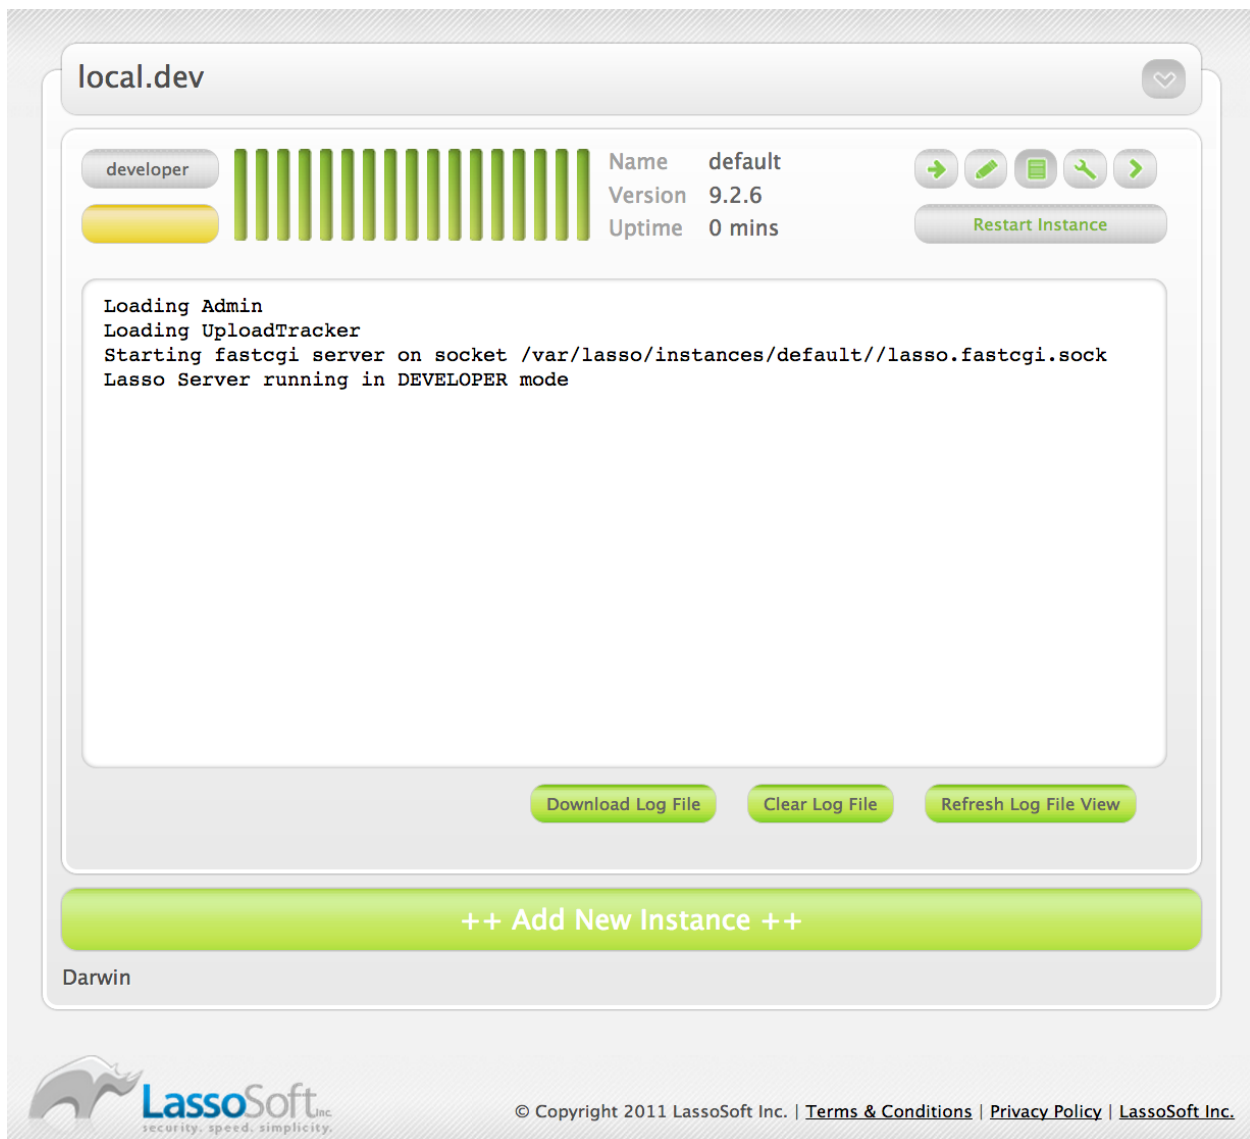 local.dev
developer
Name default
Version 9.2.6
Uptime 0 mins
Restart Instance
Loading Admin
Loading UploadTracker
Starting fastcgi server on socket /var/lasso/instances/default//lasso.fastcgi.sock
Lasso Server running in DEVELOPER mode
Download Log File
Clear Log File
Refresh Log File View
++ Add New Instance ++
Darwin
LassoSoft Inc.
security. speed. simplicity.
© Copyright 2011 LassoSoft Inc. | Terms & Conditions | Privacy Policy | LassoSoft Inc.